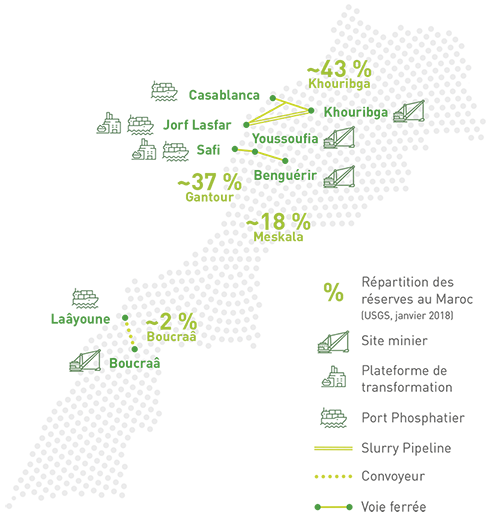 ~43 %
Khouribga
Casablanca
Khouribga
Jorf Lasfar
Youssoufia
Safi
Benguérir
~37 %
Gantour
~18 %
Meskala
Laâyoune
~2 %
Boucraâ
Boucraâ
%
Répartition des
réserves au Maroc
(USGS, janvier 2018)
Site minier
Plateforme de
transformation
Port Phosphatier
Slurry Pipeline
Convoyeur
Voie ferrée